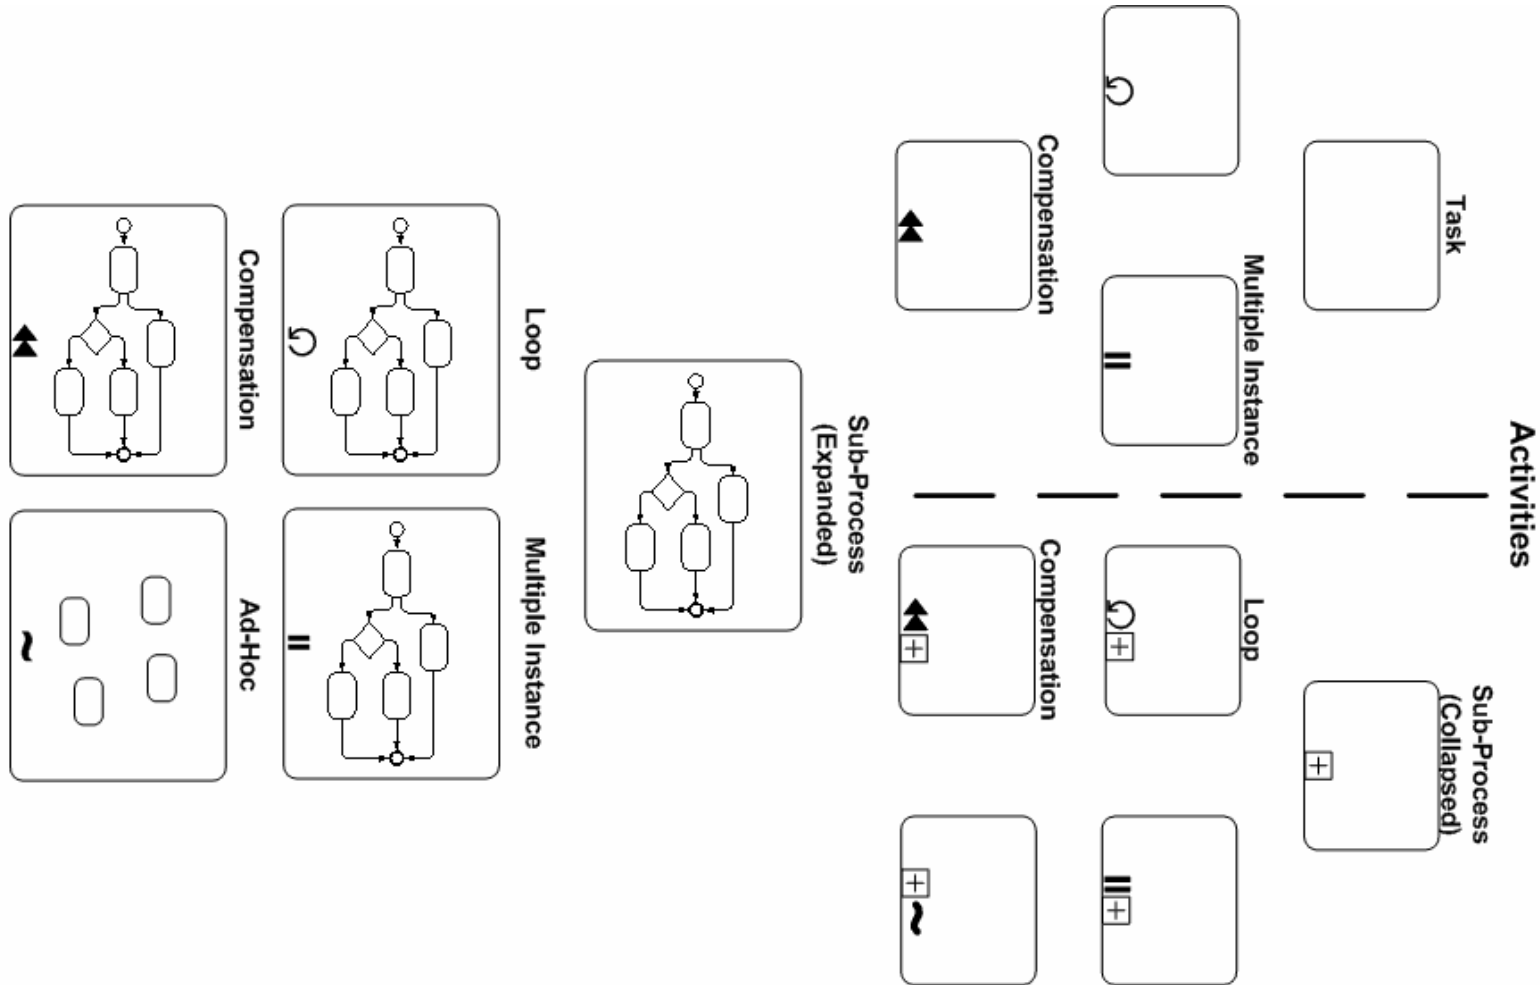 Activities
Task
Sub-Process
(Collapsed)
Multiple Instance
Loop
Compensation
Compensation
Sub-Process
(Expanded)
Loop
Multiple Instance
Compensation
Ad-Hoc